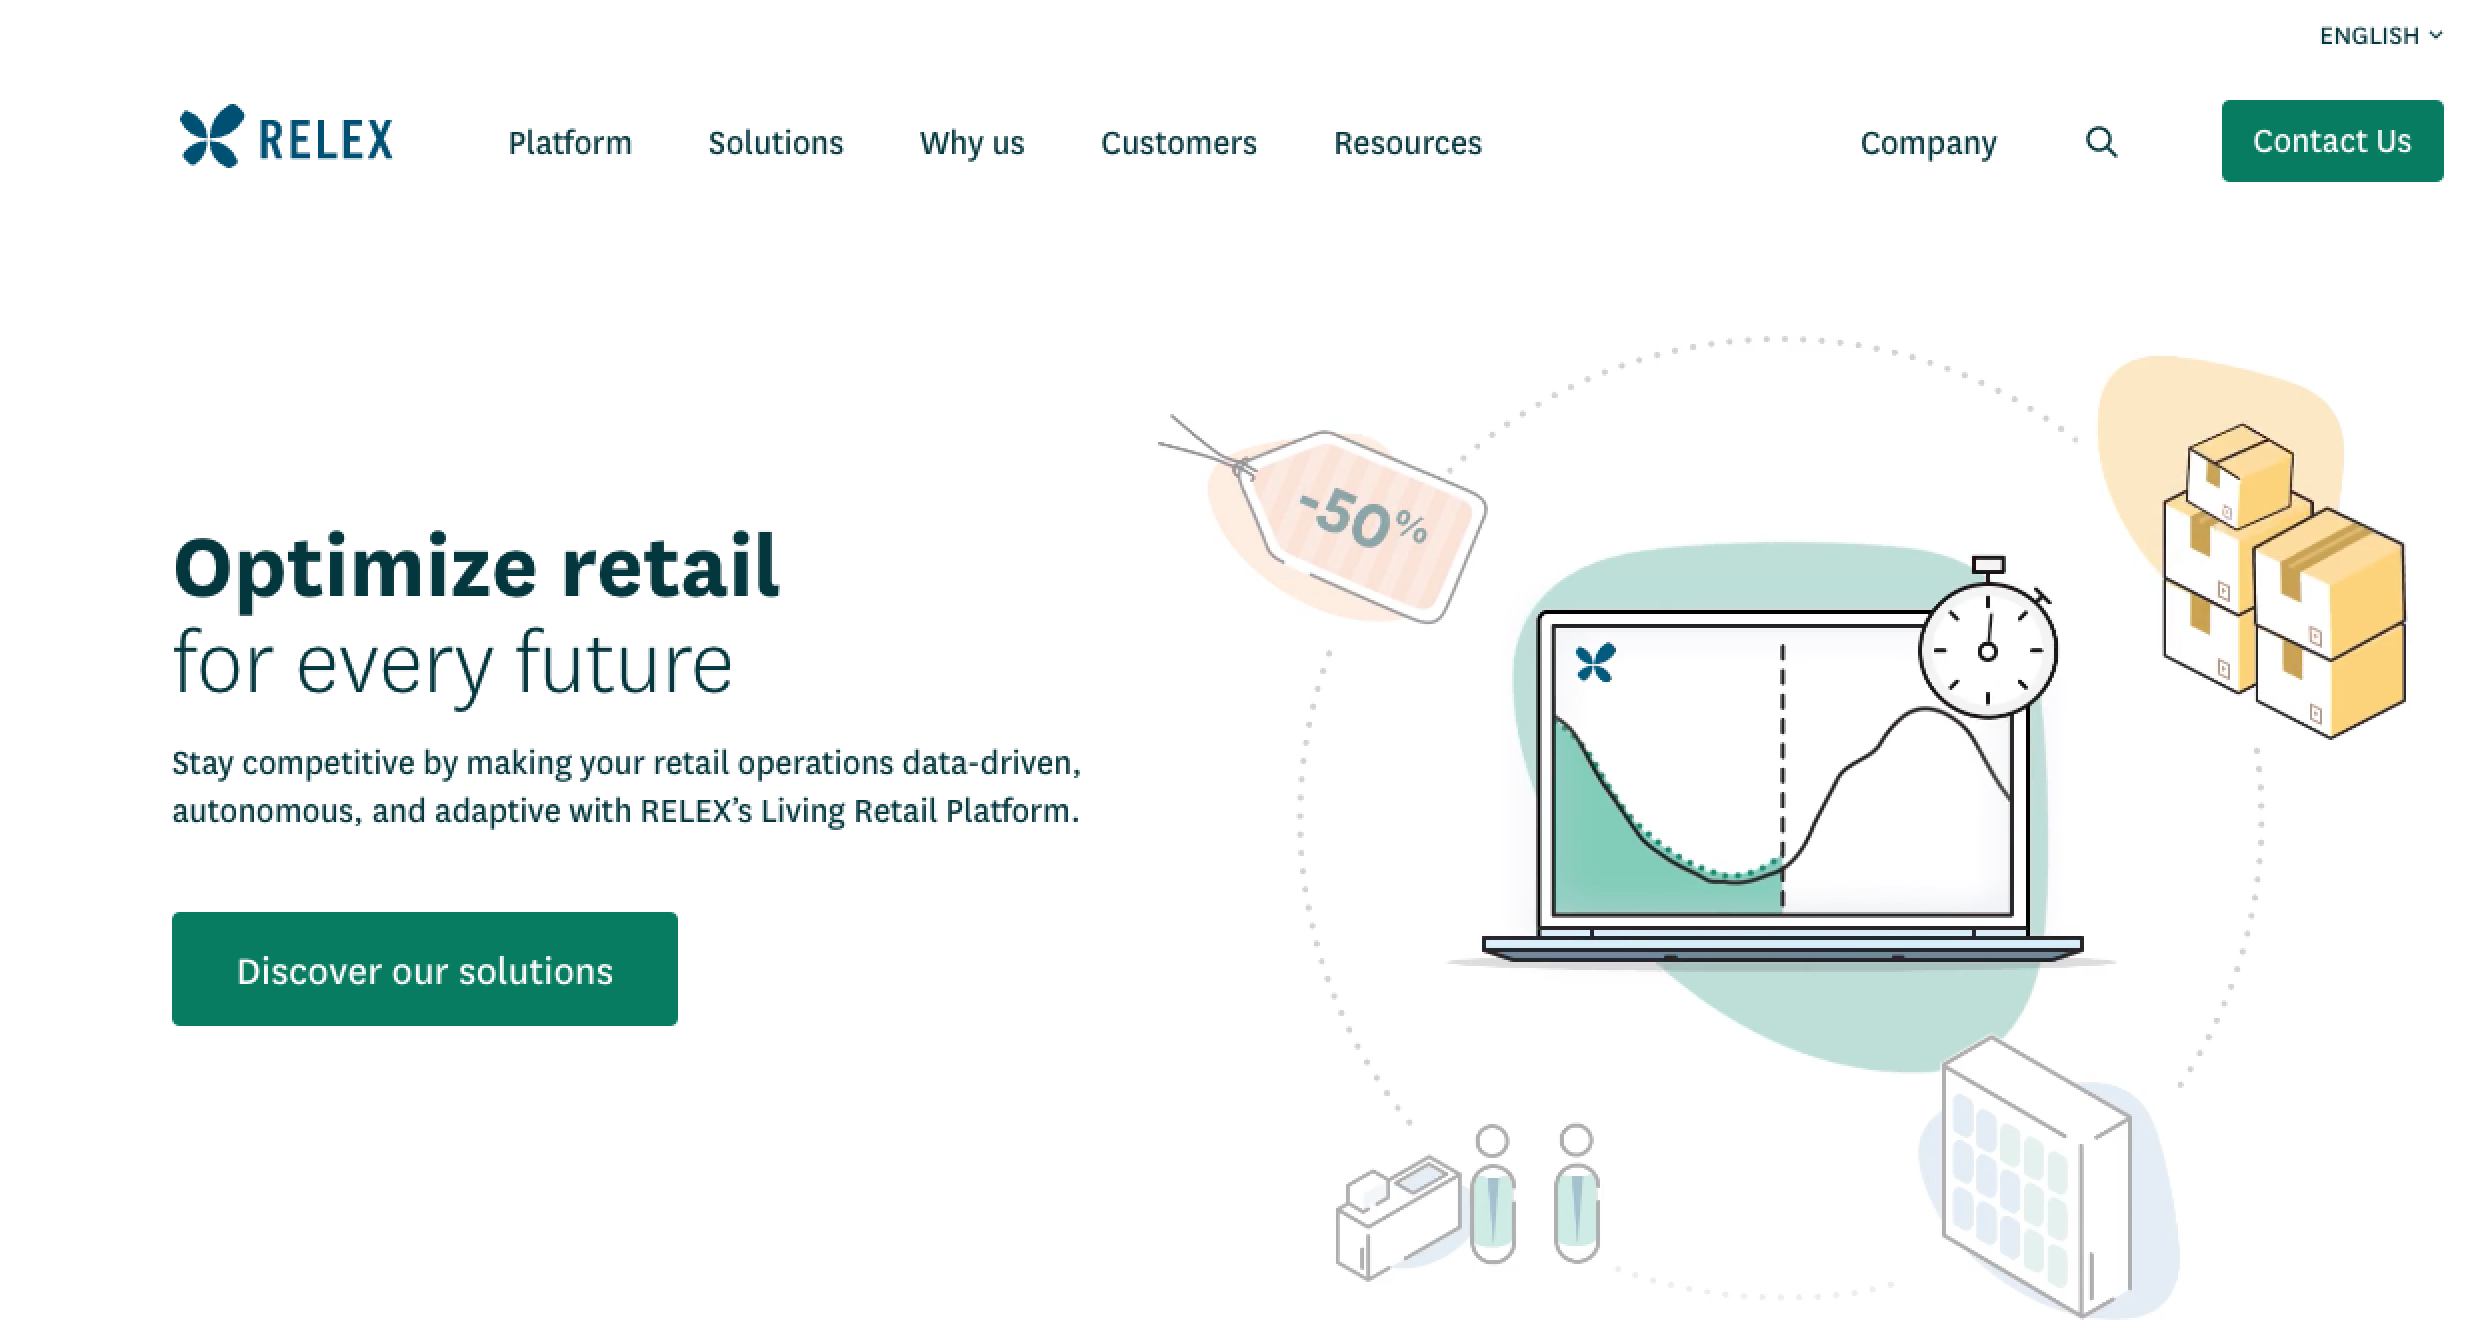 ENGLISH
RELEX
Platform
Solutions
Why us
Customers
Resources
Company
Contact Us
Optimize retail
for every future
Stay competitive by making your retail operations data-driven,
autonomous, and adaptive with RELEX’s Living Retail Platform.
Discover our solutions
-50%